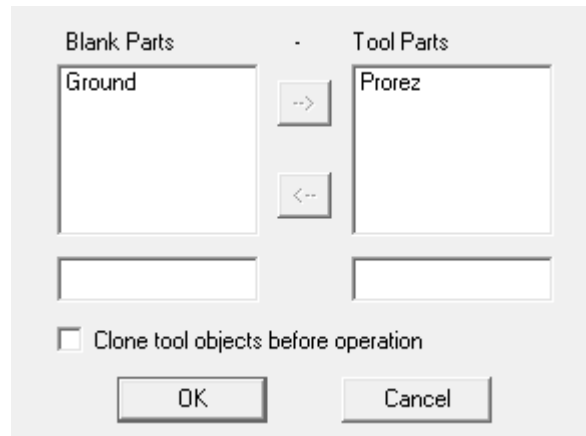 Blank Parts - Tool Parts
Ground Prorez
-->
<--
Clone tool objects before operation
OK Cancel